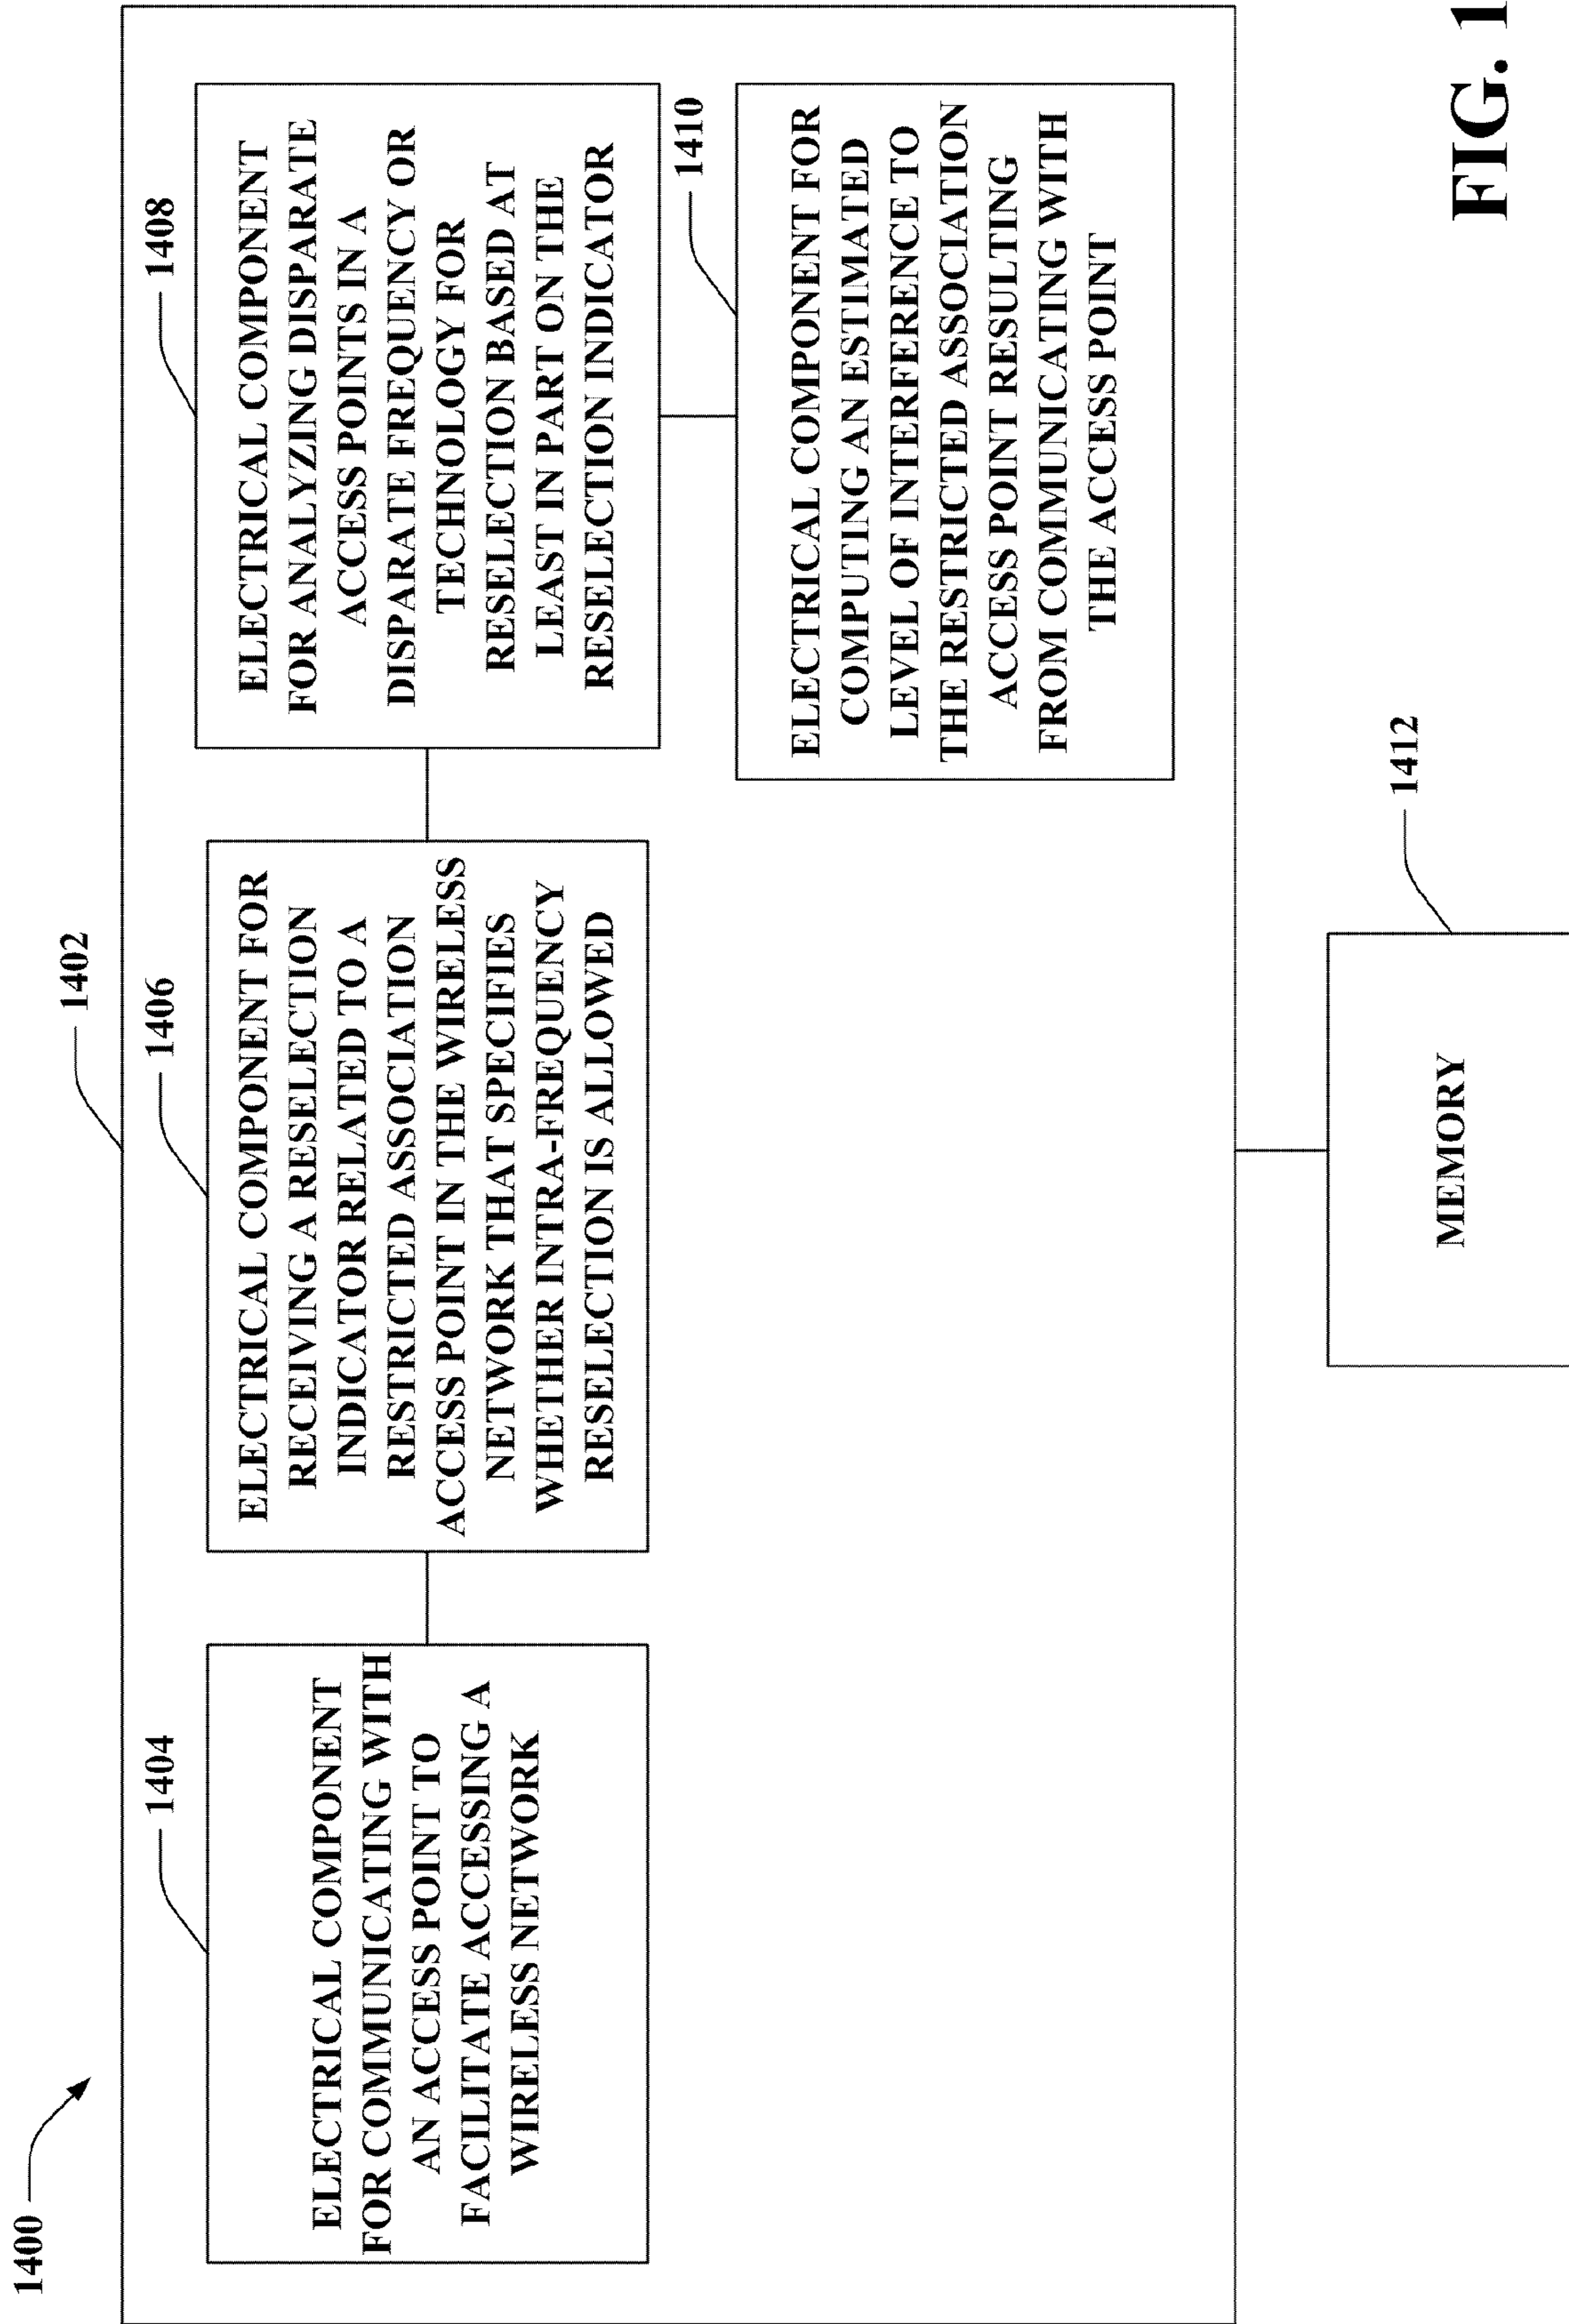 1400
1402
1404
ELECTRICAL COMPONENT
FOR COMMUNICATING WITH
AN ACCESS POINT TO
FACILITATE ACCESSING A
WIRELESS NETWORK
1406
ELECTRICAL COMPONENT FOR
RECEIVING A RESELECTION
INDICATOR RELATED TO A
RESTRICTED ASSOCIATION
ACCESS POINT IN THE WIRELESS
NETWORK THAT SPECIFIES
WHETHER INTRA-FREQUENCY
RESELECTION IS ALLOWED
1408
ELECTRICAL COMPONENT
FOR ANALYZING DISPARATE
ACCESS POINTS IN A
DISPARATE FREQUENCY OR
TECHNOLOGY FOR
RESELECTION BASED AT
LEAST IN PART ON THE
RESELECTION INDICATOR
1410
ELECTRICAL COMPONENT FOR
COMPUTING AN ESTIMATED
LEVEL OF INTERFERENCE TO
THE RESTRICTED ASSOCIATION
ACCESS POINT RESULTING
FROM COMMUNICATING WITH
THE ACCESS POINT
1412
MEMORY
FIG. 1